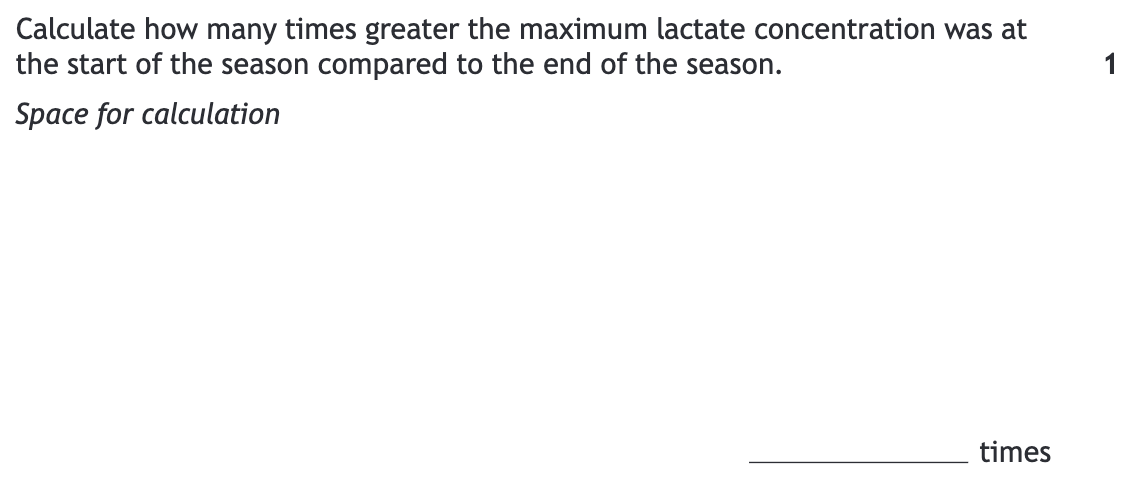 Calculate how many times greater the maximum lactate concentration was at
the start of the season compared to the end of the season. 1
Space for calculation
times